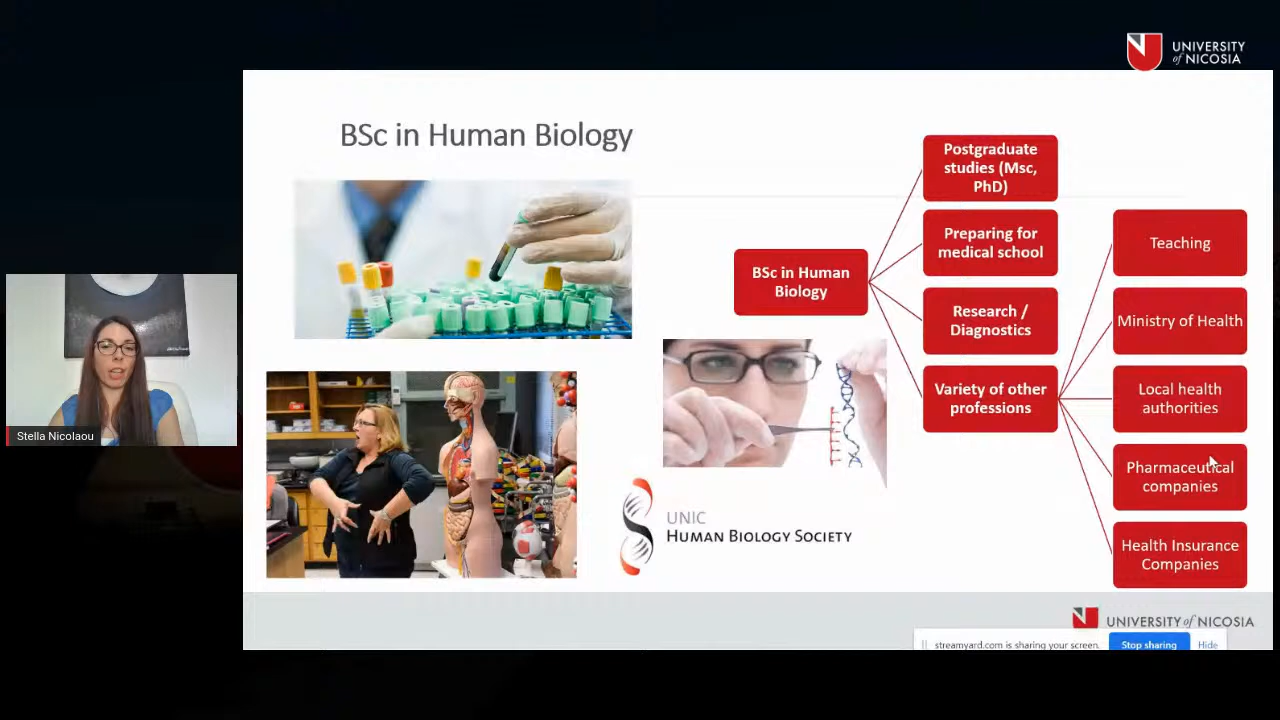 UNIVERSITY
of NICOSIA
BSc in Human Biology
Postgraduate
studies (Msc,
PhD)
Preparing for
medical school
Research /
Diagnostics
Variety of other
professions
BSc in Human
Biology
Teaching
Ministry of Health
Local health
authorities
Pharmaceutical
companies
Health Insurance
Companies
Stella Nicolaou
UNIC
HUMAN BIOLOGY SOCIETY
UNIVERSITY of NICOSIA
streamyard.com is sharing your screen.
Stop sharing
Hide